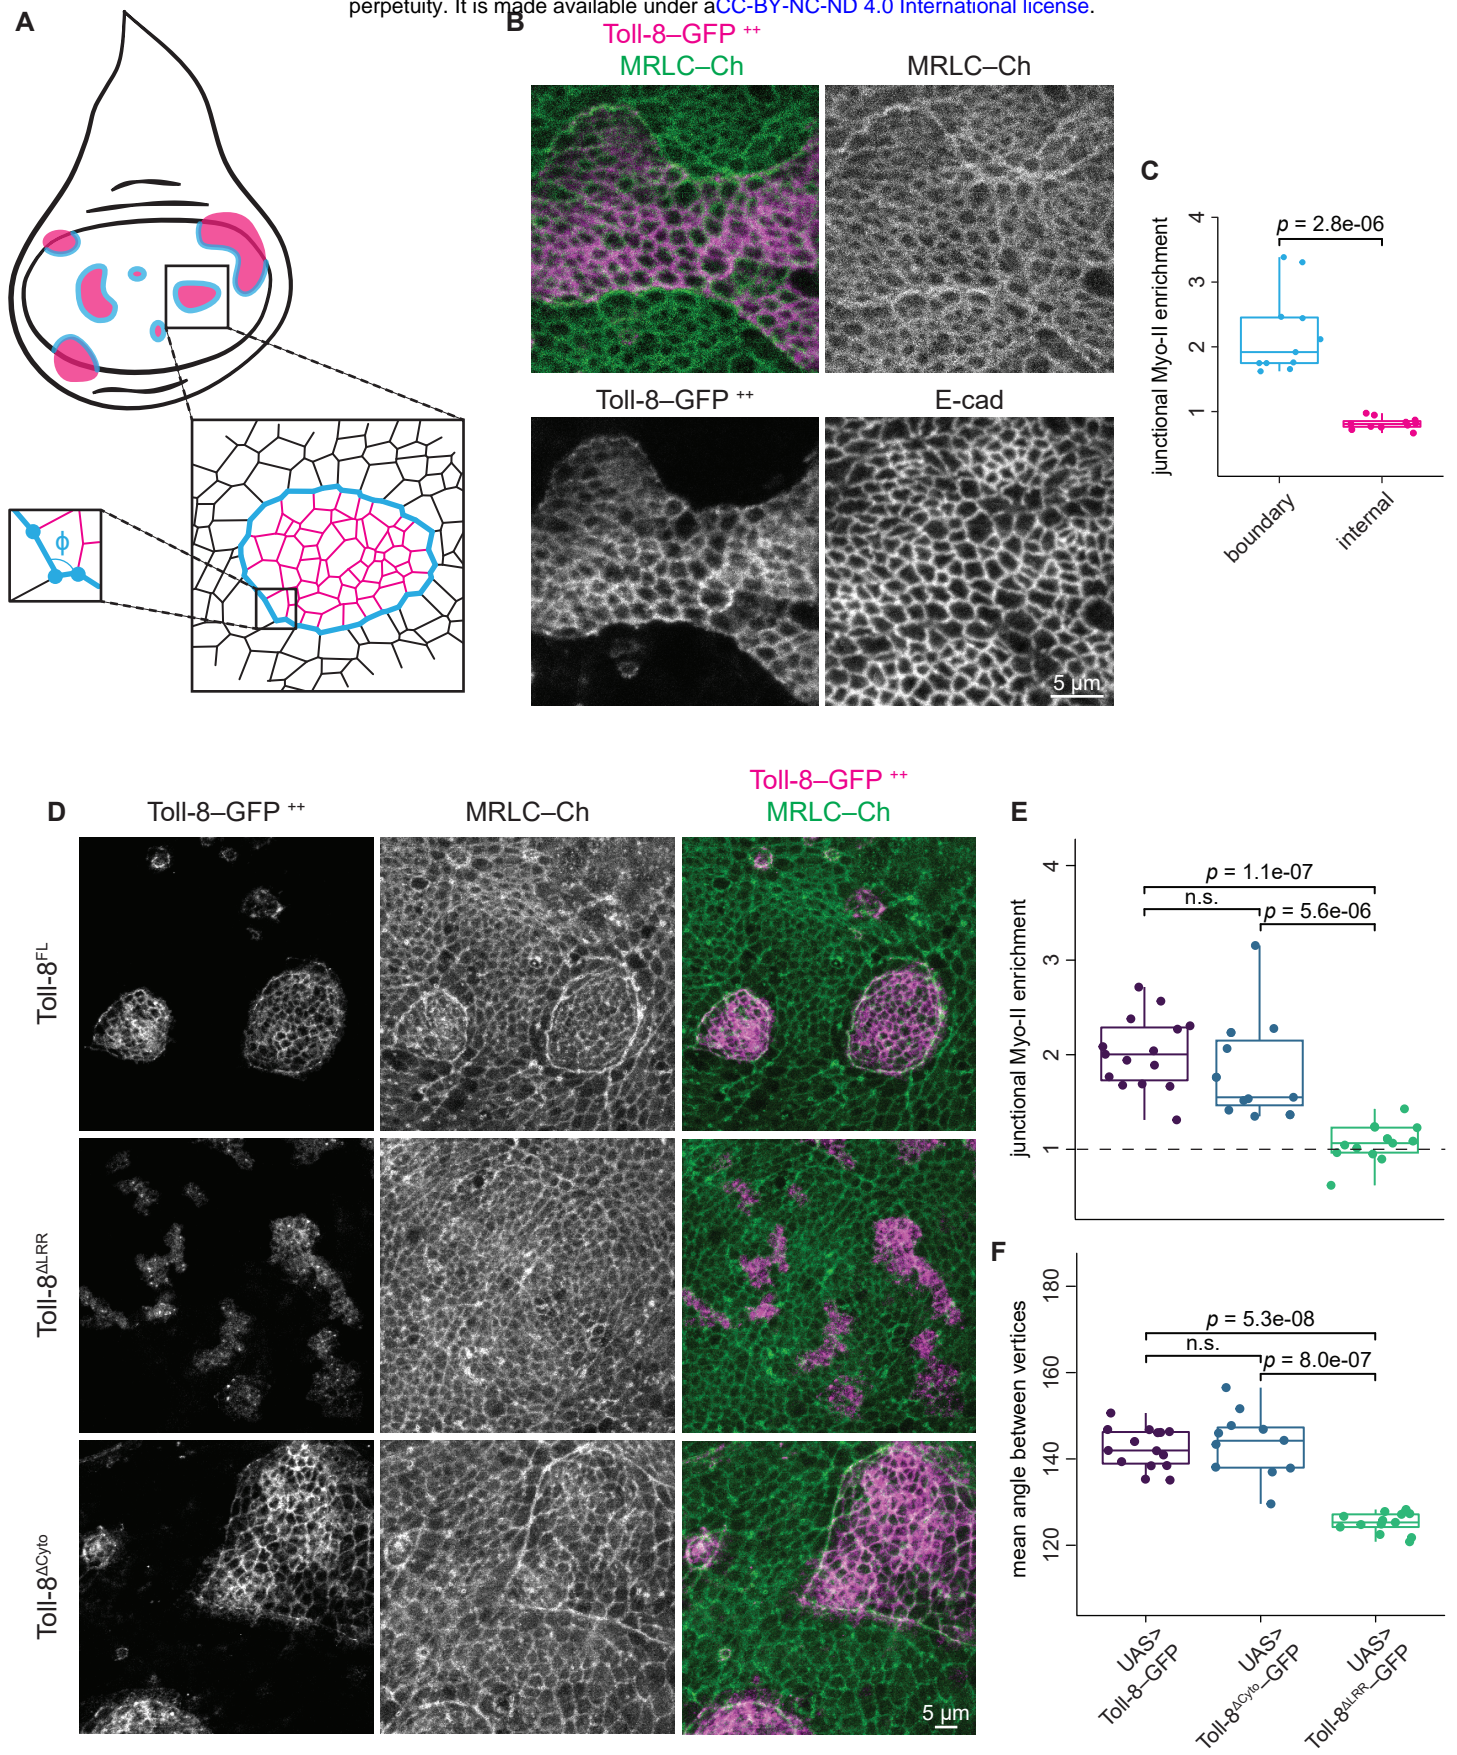 perpetuity. It is made available under aCC-BY-NC-ND 4.0 International license.
A
B
Toll-8–GFP ++
MRLC–Ch
MRLC–Ch
Toll-8–GFP ++
E-cad
5 µm
ϕ
C
junctional Myo-II enrichment
4
3
2
1
p = 2.8e-06
boundary
internal
D
Toll-8–GFP ++
MRLC–Ch
Toll-8–GFP ++
MRLC–Ch
Toll-8FL
Toll-8ΔLRR
Toll-8ΔCyto
5 µm
E
junctional Myo-II enrichment
4
3
2
1
p = 1.1e-07
n.s.
p = 5.6e-06
F
mean angle between vertices
180
160
140
120
p = 5.3e-08
n.s.
p = 8.0e-07
UAS>
Toll-8–GFP
UAS>
Toll-8ΔCyto–GFP
UAS>
Toll-8ΔLRR–GFP